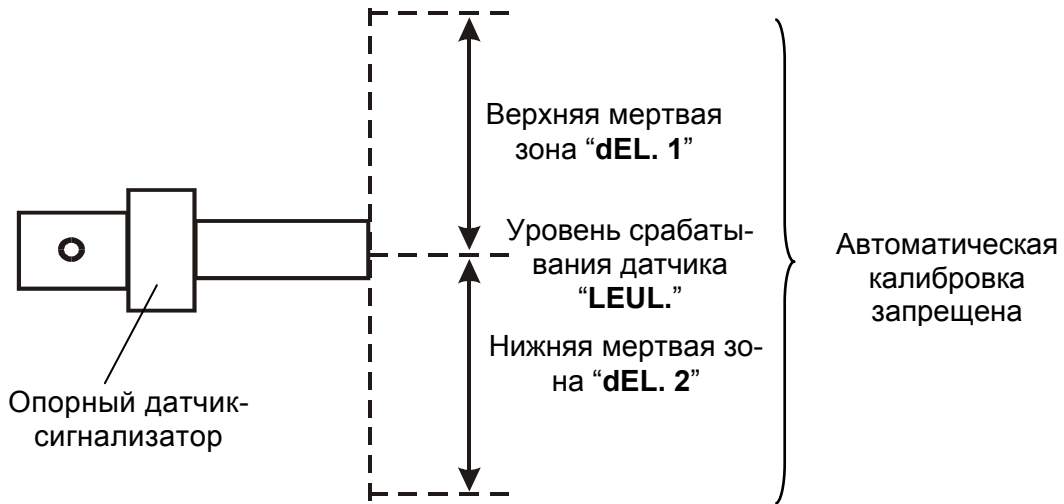 Верхняя мертвая
зона “dEL. 1”
Уровень срабаты-
вания датчика
“LEUL.”
Нижняя мертвая зо-
на “dEL. 2”
Автоматическая
калибровка
запрещена
Опорный датчик-
сигнализатор